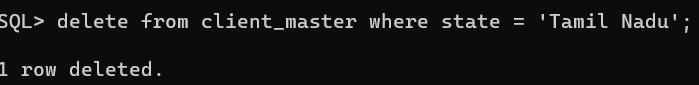 SQL> delete from client_master where state = 'Tamil Nadu';
1 row deleted.